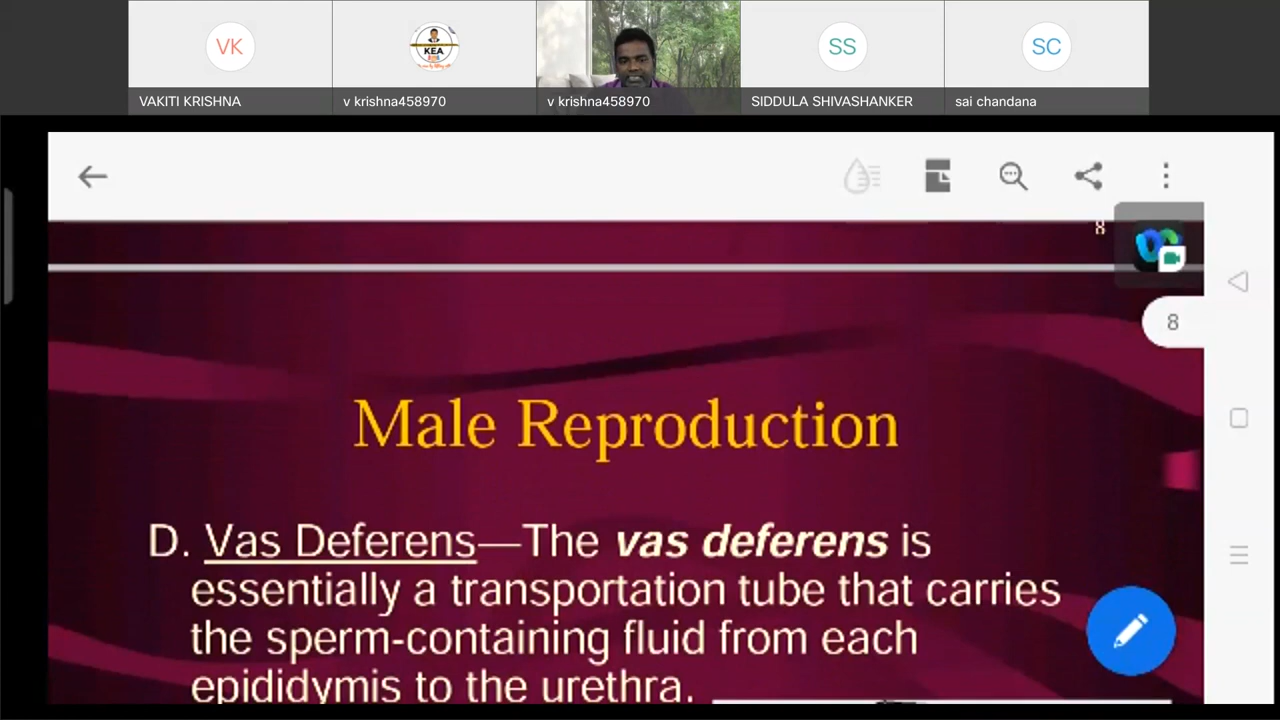 VK
KEA
SS
SC
VAKITI KRISHNA
v krishna458970
v krishna458970
SIDDULA SHIVASHANKER
sai chandana
8
8
Male Reproduction
D. Vas Deferens—The vas deferens is
essentially a transportation tube that carries
the sperm-containing fluid from each
epididymis to the urethra.